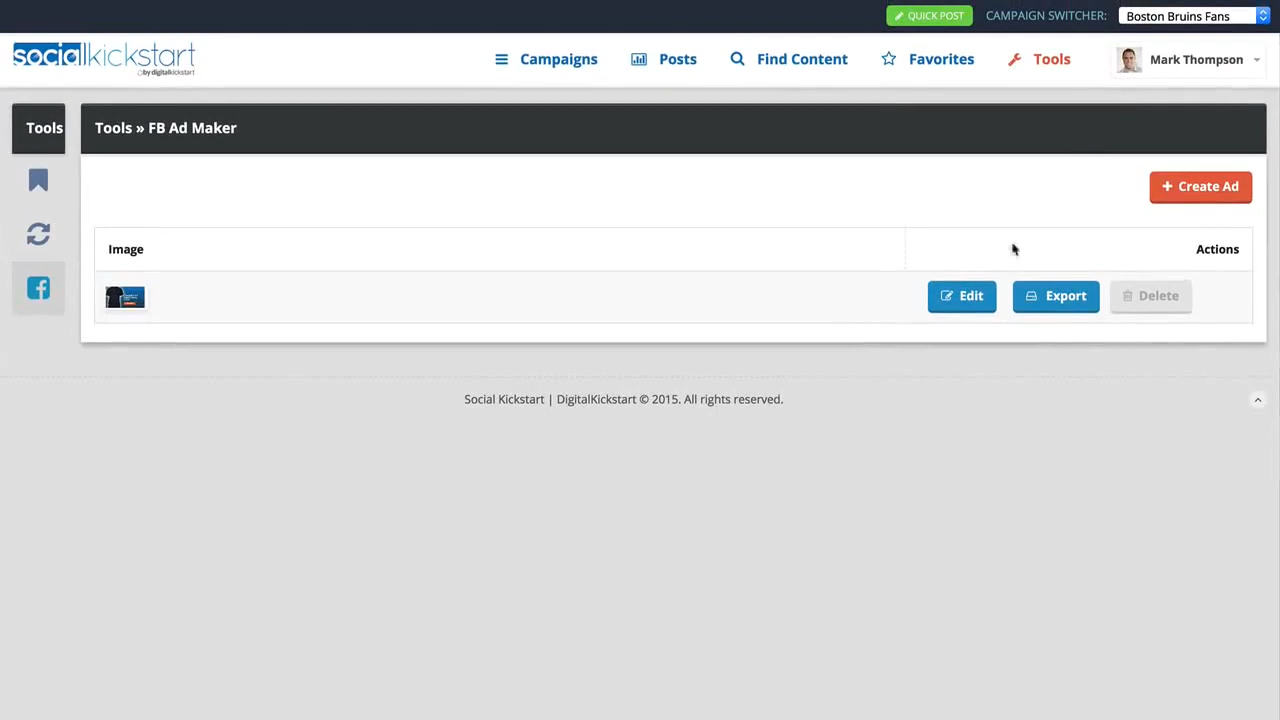 QUICK POST CAMPAIGN SWITCHER: Boston Bruins Fans
socialkickstart
by digitalkickstart
Campaigns Posts Find Content Favorites Tools Mark Thompson
Tools Tools » FB Ad Maker
+ Create Ad
Image Actions
Edit Export Delete
Social Kickstart | DigitalKickstart © 2015. All rights reserved.